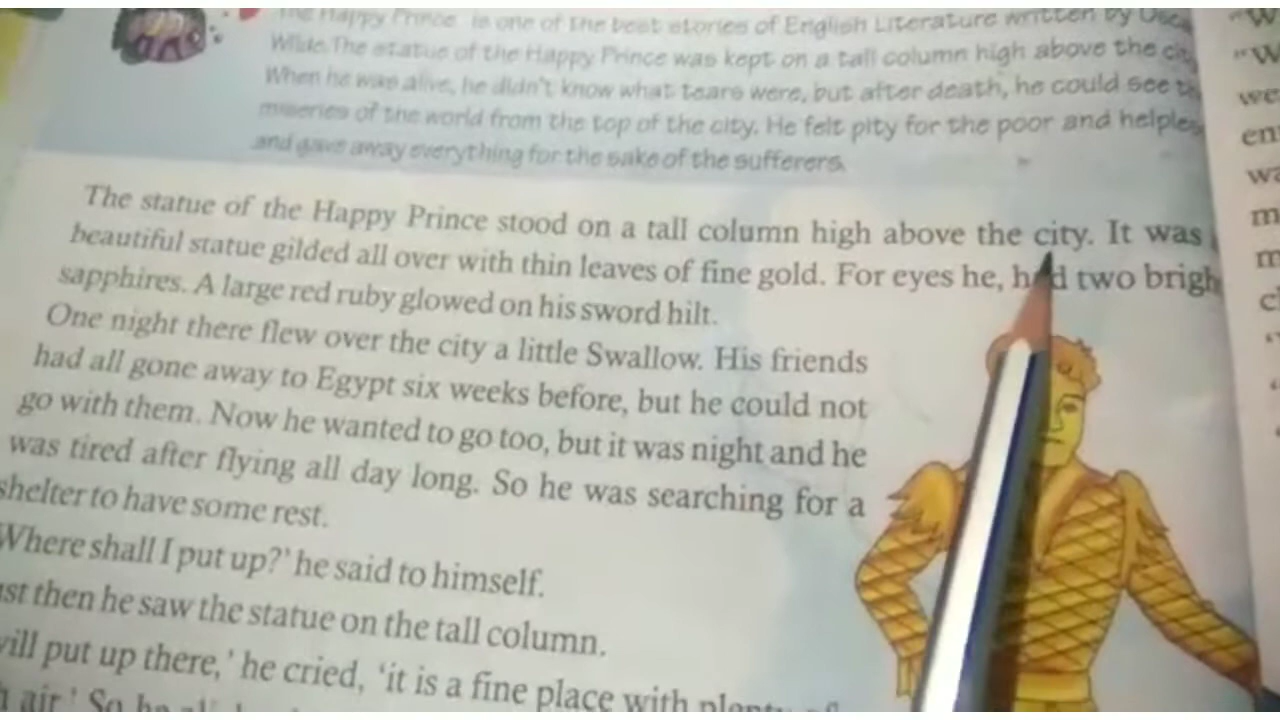 The Happy Prince is one of the best stories of English Literature written by
Wilde. The statue of the Happy Prince was kept on a tall column high above the
When he was alive, he didn't know what tears were, but after death, he could see
miseries of the world from the top of the city. He felt pity for the poor and
and gave away everything for the sake of the sufferers.
The statue of the Happy Prince stood on a tall column high above the city. It was
beautiful statue gilded all over with thin leaves of fine gold. For eyes he, had two
sapphires. A large red ruby glowed on his sword hilt.
One night there flew over the city a little Swallow. His friends
had all gone away to Egypt six weeks before, but he could not
go with them. Now he wanted to go too, but it was night and he
was tired after flying all day long. So he was searching for a
shelter to have some rest.
Where shall I put up?' he said to himself.
then he saw the statue on the tall column.
put up there,' he cried, 'it is a fine place with
air.' So he